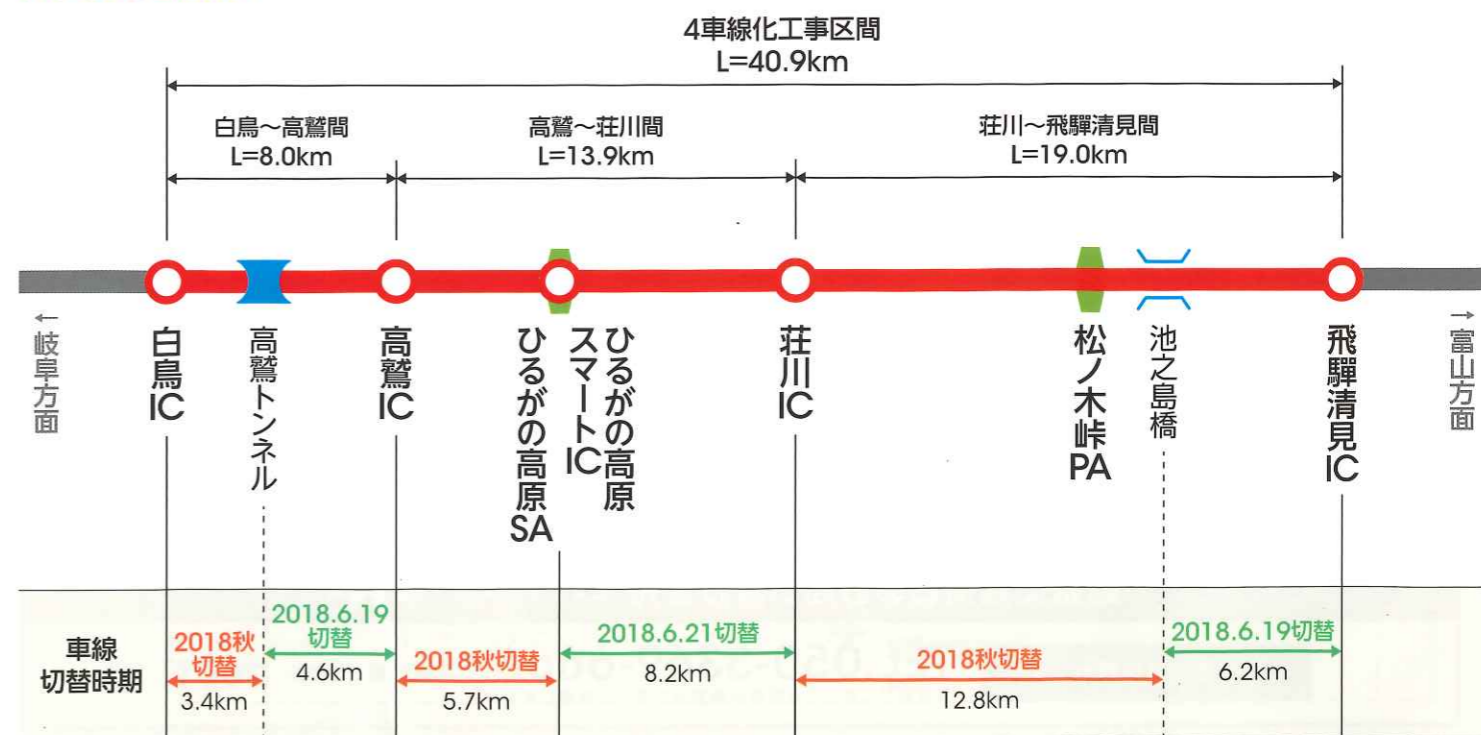 4車線化工事区間
L=40.9km
白鳥～高鷲間
L=8.0km
高鷲～荘川間
L=13.9km
荘川～飛驒清見間
L=19.0km
←岐阜方面
白鳥IC
高鷲トンネル
高鷲IC
ひるがの高原SA
ひるがの高原
スマートIC
荘川IC
松ノ木峠PA
池之島橋
飛驒清見IC
→富山方面
車線
切替時期
2018秋
切替
3.4km
2018.6.19
切替
4.6km
2018秋切替
5.7km
2018.6.21切替
8.2km
2018秋切替
12.8km
2018.6.19切替
6.2km